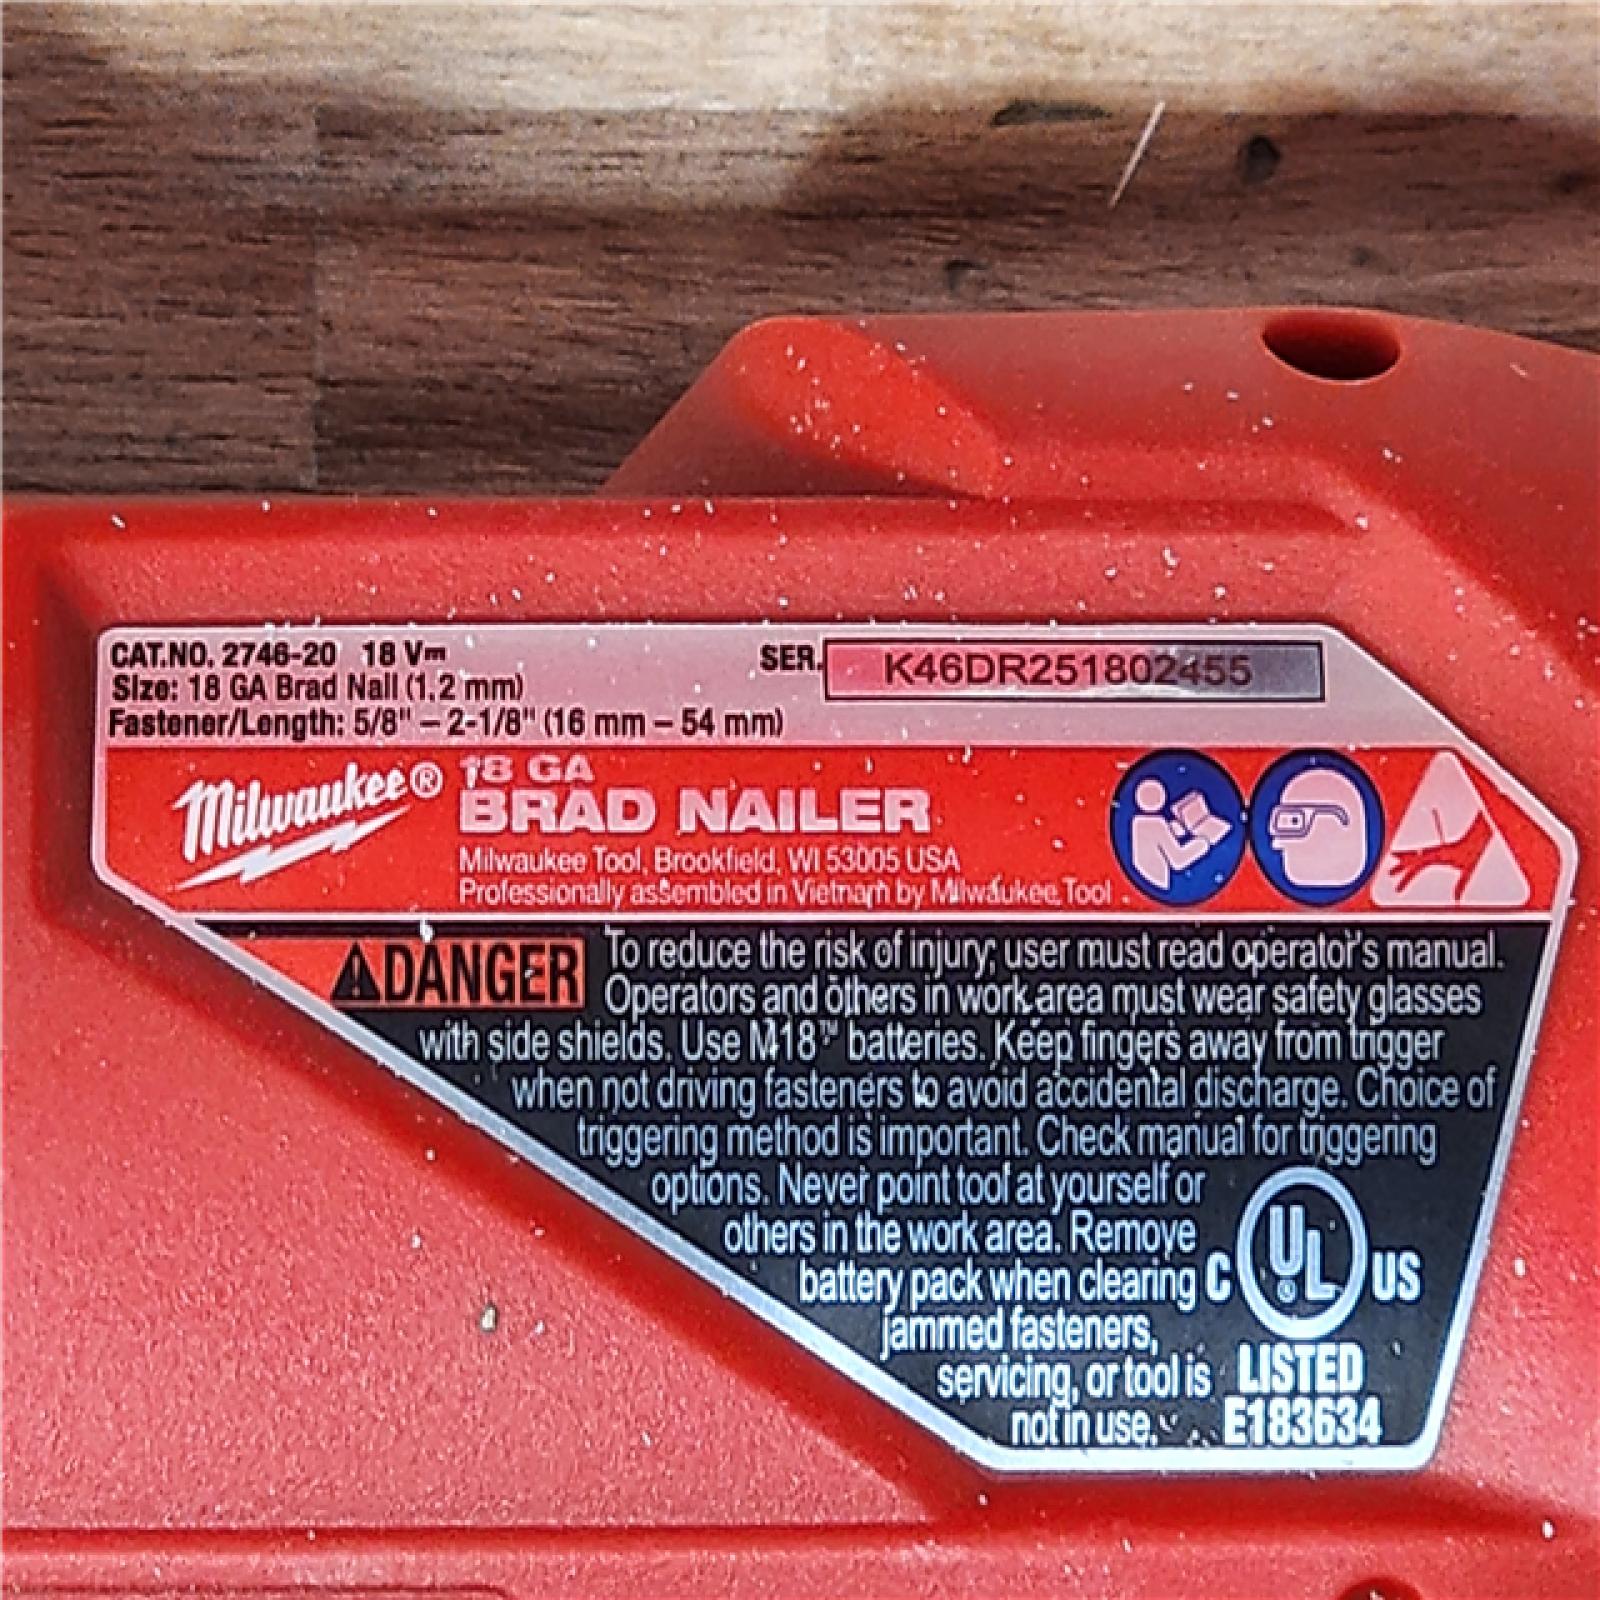 CAT.NO. 2746-20 18 V⎓ SER. K46DR251802455
Size: 18 GA Brad Nail (1.2 mm)
Fastener/Length: 5/8" – 2-1/8" (16 mm – 54 mm)
Milwaukee® 18 GA
BRAD NAILER
Milwaukee Tool, Brookfield, WI 53005 USA
Professionally assembled in Vietnam by Milwaukee Tool
DANGER To reduce the risk of injury, user must read operator's manual.
Operators and others in work area must wear safety glasses
with side shields. Use M18™ batteries. Keep fingers away from trigger
when not driving fasteners to avoid accidental discharge. Choice of
triggering method is important. Check manual for triggering
options. Never point tool at yourself or
others in the work area. Remove
battery pack when clearing
jammed fasteners,
servicing, or tool is
not in use.
C UL® US
LISTED
E183634